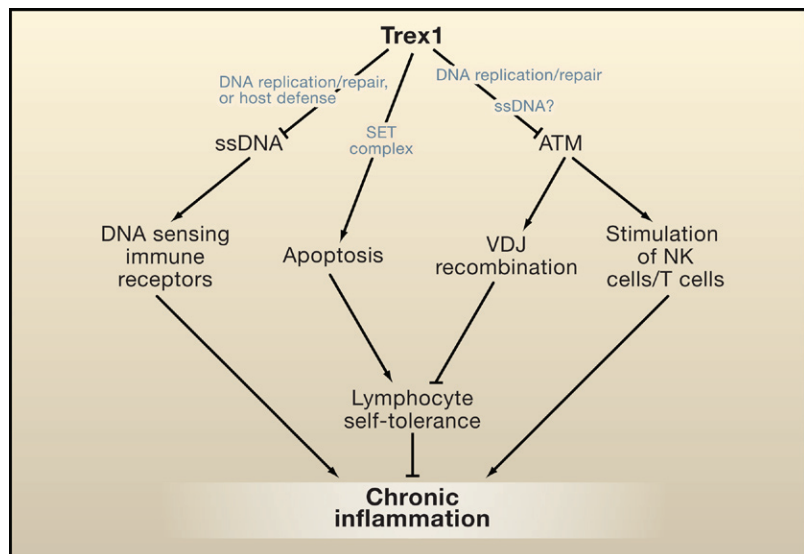 Trex1
DNA replication/repair,
or host defense
DNA replication/repair
ssDNA?
SET
complex
ssDNA
ATM
DNA sensing
immune
receptors
Apoptosis
VDJ
recombination
Stimulation
of NK
cells/T cells
Lymphocyte
self-tolerance
Chronic
inflammation